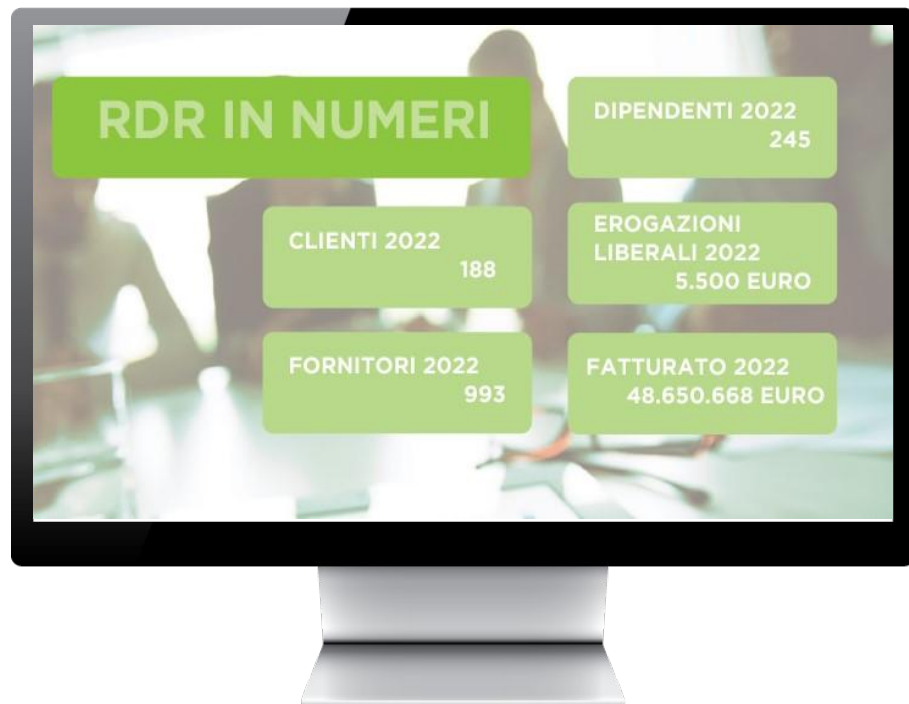 RDR IN NUMERI
DIPENDENTI 2022
245
CLIENTI 2022
188
EROGAZIONI
LIBERALI 2022
5.500 EURO
FORNITORI 2022
993
FATTURATO 2022
48.650.668 EURO